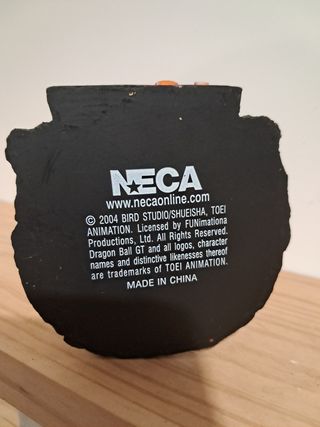 NECA
www.necaonline.com
© 2004 BIRD STUDIO/SHUEISHA, TOEI
ANIMATION. Licensed by FUNimationa
Productions, Ltd. All Rights Reserved.
Dragon Ball GT and all logos, character
names and distinctive likenesses thereof
are trademarks of TOEI ANIMATION.
MADE IN CHINA